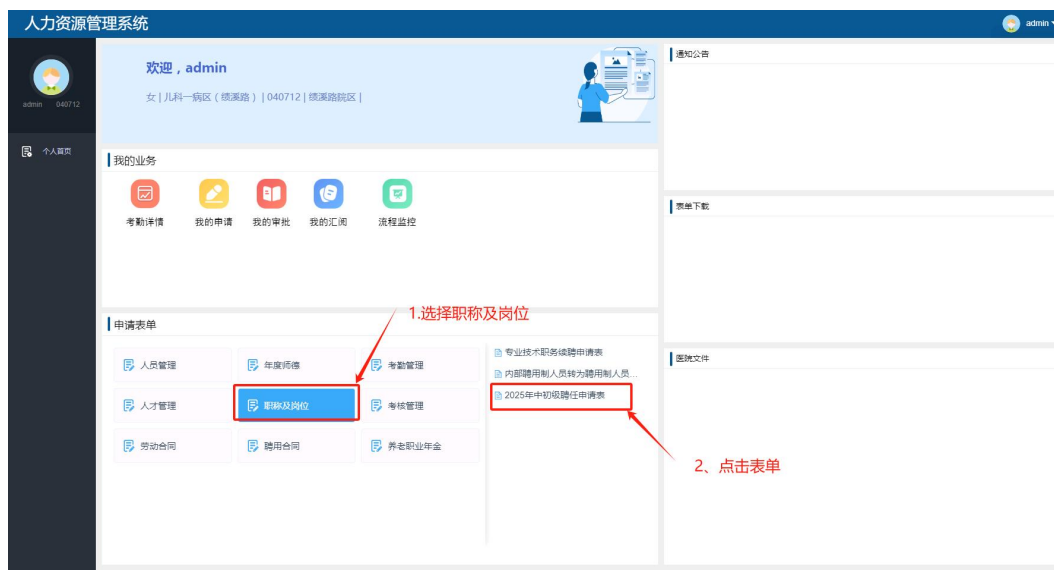 人力资源管理系统
admin
admin 040712
个人首页
欢迎，admin
女 | 儿科一病区（绩溪路）| 040712 | 绩溪路院区 |
我的业务
考勤详情 我的申请 我的审批 我的汇阅 流程监控
申请表单
1.选择职称及岗位
人员管理 年度师德 考勤管理
人才管理 职称及岗位 考核管理
劳动合同 聘用合同 养老职业年金
专业技术职务续聘申请表
内部聘用制人员转为聘用制人员...
2025年中初级聘任申请表
2、点击表单
通知公告
表单下载
医院文件